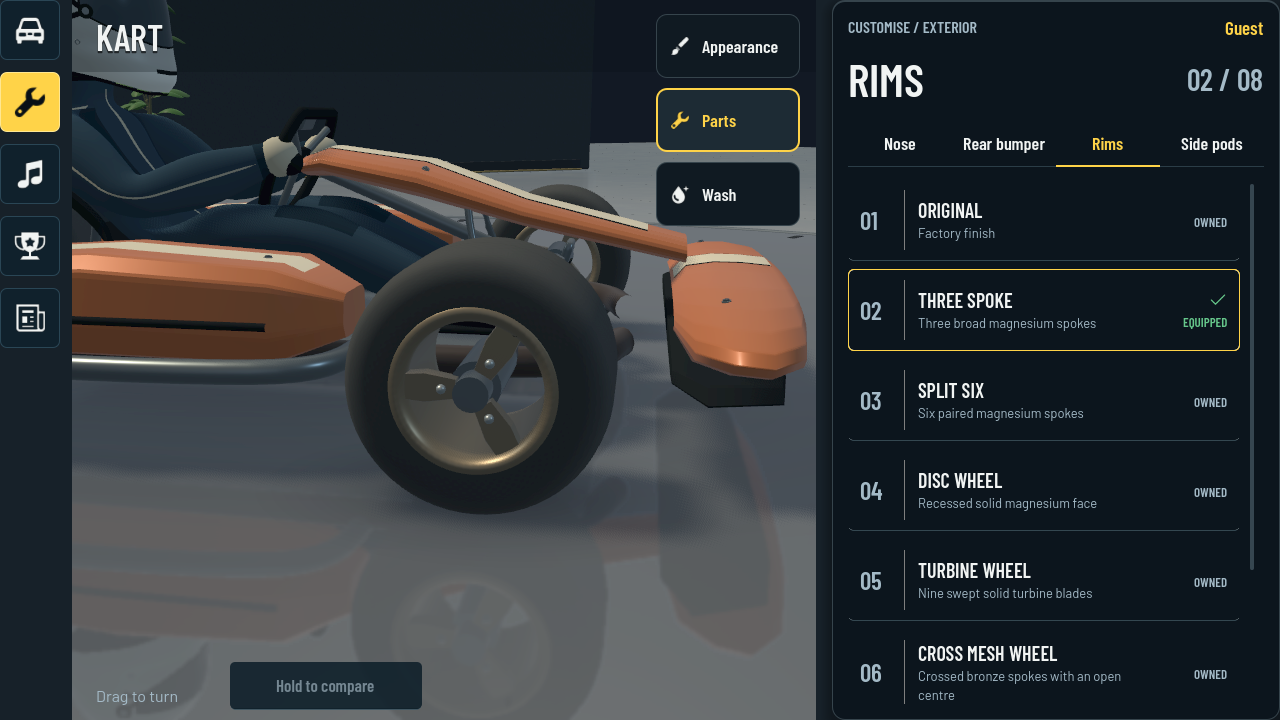 KART
Appearance
Parts
Wash
Drag to turn
Hold to compare
CUSTOMISE / EXTERIOR
Guest
RIMS
02 / 08
Nose
Rear bumper
Rims
Side pods
01
ORIGINAL
Factory finish
OWNED
02
THREE SPOKE
Three broad magnesium spokes
EQUIPPED
03
SPLIT SIX
Six paired magnesium spokes
OWNED
04
DISC WHEEL
Recessed solid magnesium face
OWNED
05
TURBINE WHEEL
Nine swept solid turbine blades
OWNED
06
CROSS MESH WHEEL
Crossed bronze spokes with an open
centre
OWNED